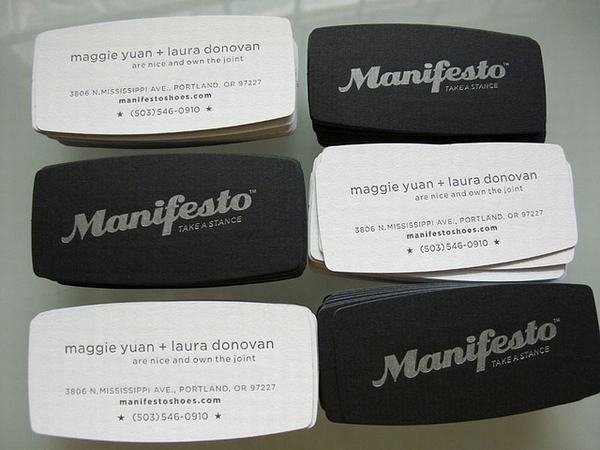 maggie yuan + laura donovan
are nice and own the joint
3806 N.MISSISSIPPI AVE., PORTLAND, OR 97227
manifestoshoes.com
★ (503) 546-0910 ★
Manifesto™
TAKE A STANCE
Manifesto™
TAKE A STANCE
maggie yuan + laura donovan
are nice and own the joint
3806 N.MISSISSIPPI AVE., PORTLAND, OR 97227
manifestoshoes.com
★ (503) 546-0910 ★
maggie yuan + laura donovan
are nice and own the joint
3806 N.MISSISSIPPI AVE., PORTLAND, OR 97227
manifestoshoes.com
★ (503) 546-0910 ★
Manifesto™
TAKE A STANCE